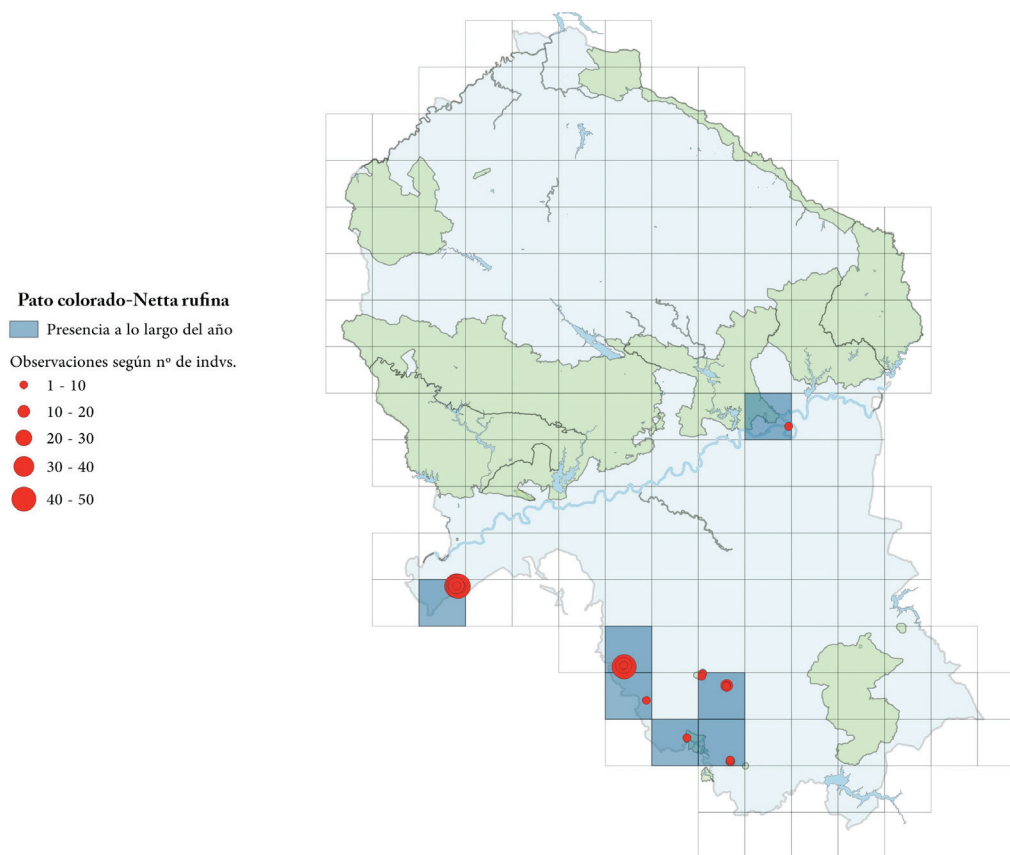 Pato colorado-Netta rufina
Presencia a lo largo del año
Observaciones según nº de indvs.
1 - 10
10 - 20
20 - 30
30 - 40
40 - 50